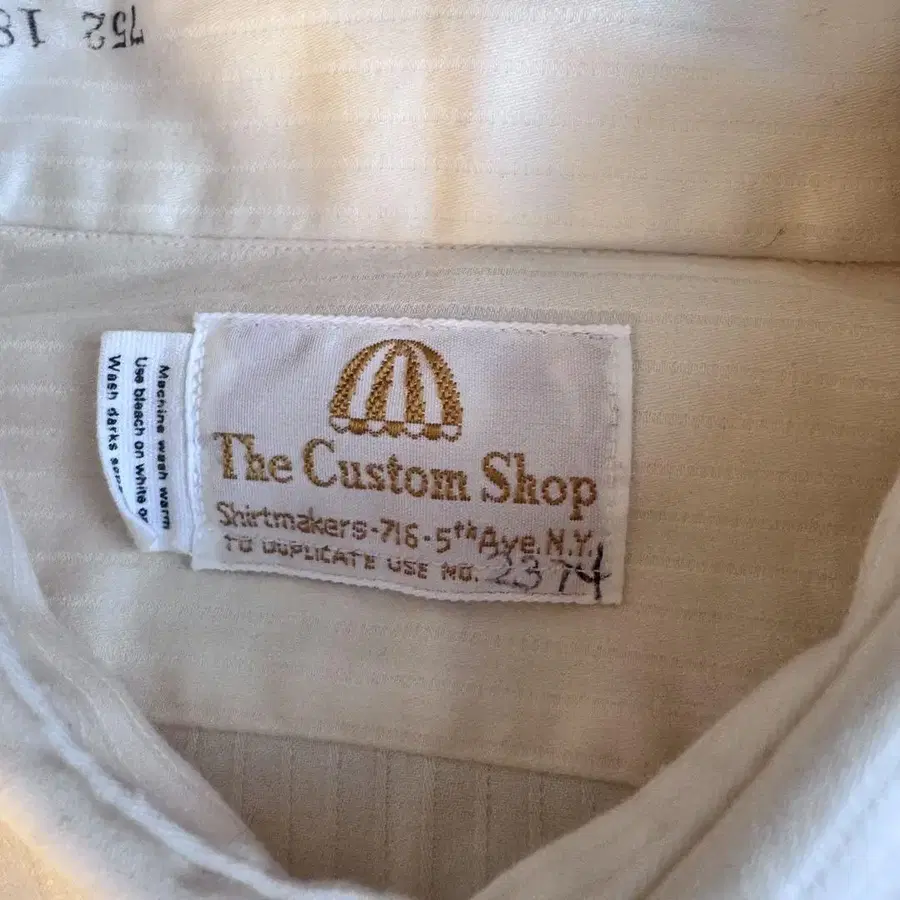 752 18
The Custom Shop
Shirtmakers-716-5th Ave. N.Y.
TO DUPLICATE USE NO. 2374
Machine wash warm
Use bleach on white or
Wash darks